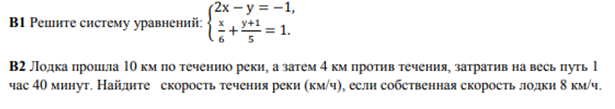 B1 Решите систему уравнений: { 2x − y = −1,
x/6 + y+1/5 = 1.
B2 Лодка прошла 10 км по течению реки, а затем 4 км против течения, затратив на весь путь 1
час 40 минут. Найдите скорость течения реки (км/ч), если собственная скорость лодки 8 км/ч.